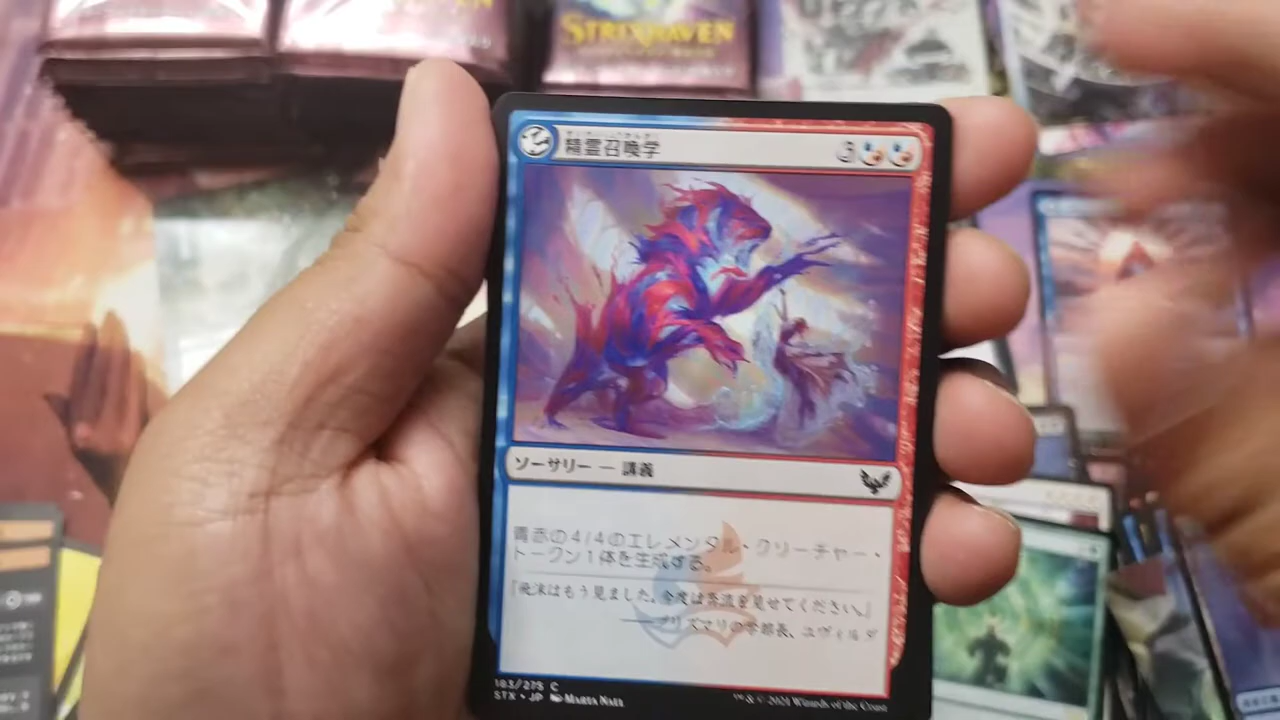 STRIXHAVEN
精霊召喚学
ソーサリー — 講義
青赤の4/4のエレメンタル・クリーチャー・
トークン1体を生成する。
「飛沫はもう見ました。今度は高波を見せてください。」
――プリズマリの学部長、ユヴィルダ
183/275 C
STX • JP Marta Nael
™ & © 2021 Wizards of the Coast